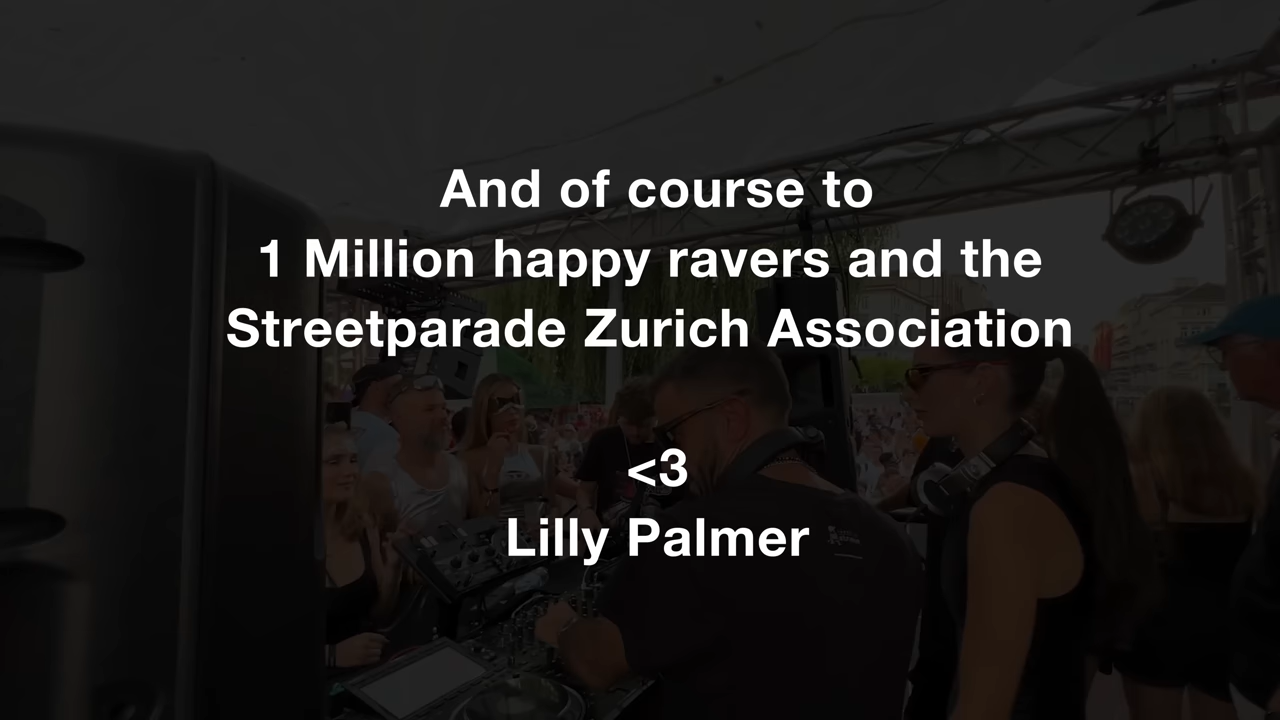 And of course to
1 Million happy ravers and the
Streetparade Zurich Association
<3
Lilly Palmer